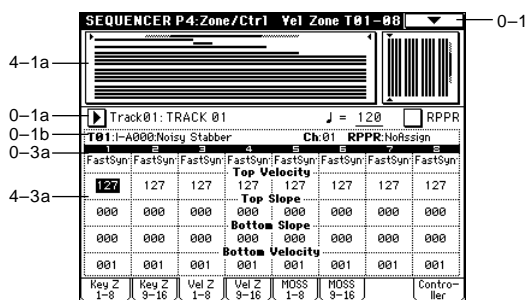 SEQUENCER P4:Zone/Ctrl Vel Zone T01-08
0-1
4-1a
0-1a
Track01: TRACK 01 ♩ = 120 RPPR
0-1b
T01:I-A000:Noisy Stabber Ch:01 RPPR:NoAssign
0-3a
1 2 3 4 5 6 7 8
FastSyn FastSyn FastSyn FastSyn FastSyn FastSyn FastSyn FastSyn
Top Velocity
127 127 127 127 127 127 127 127
4-3a
Top Slope
000 000 000 000 000 000 000 000
Bottom Slope
000 000 000 000 000 000 000 000
Bottom Velocity
001 001 001 001 001 001 001 001
Key Z 1-8 Key Z 9-16 Vel Z 1-8 Vel Z 9-16 MOSS 1-8 MOSS 9-16 Contro-ller